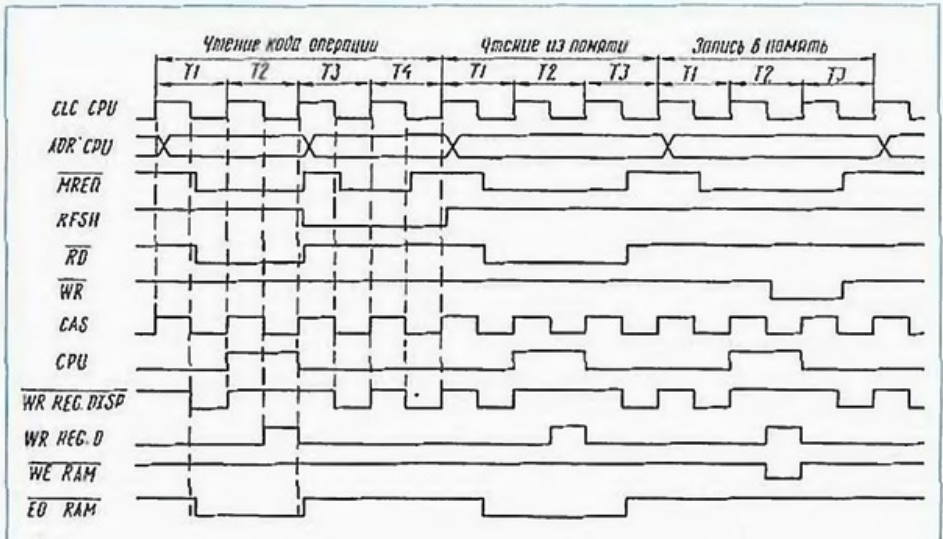 Чтение кода операции Чтение из памяти Запись в память
T1 T2 T3 T4 T1 T2 T3 T1 T2 T3
CLC CPU
ADR CPU
MREQ
RFSH
RD
WR
CAS
CPU
WR REG.DISP
WR REG.D
WE RAM
EO RAM